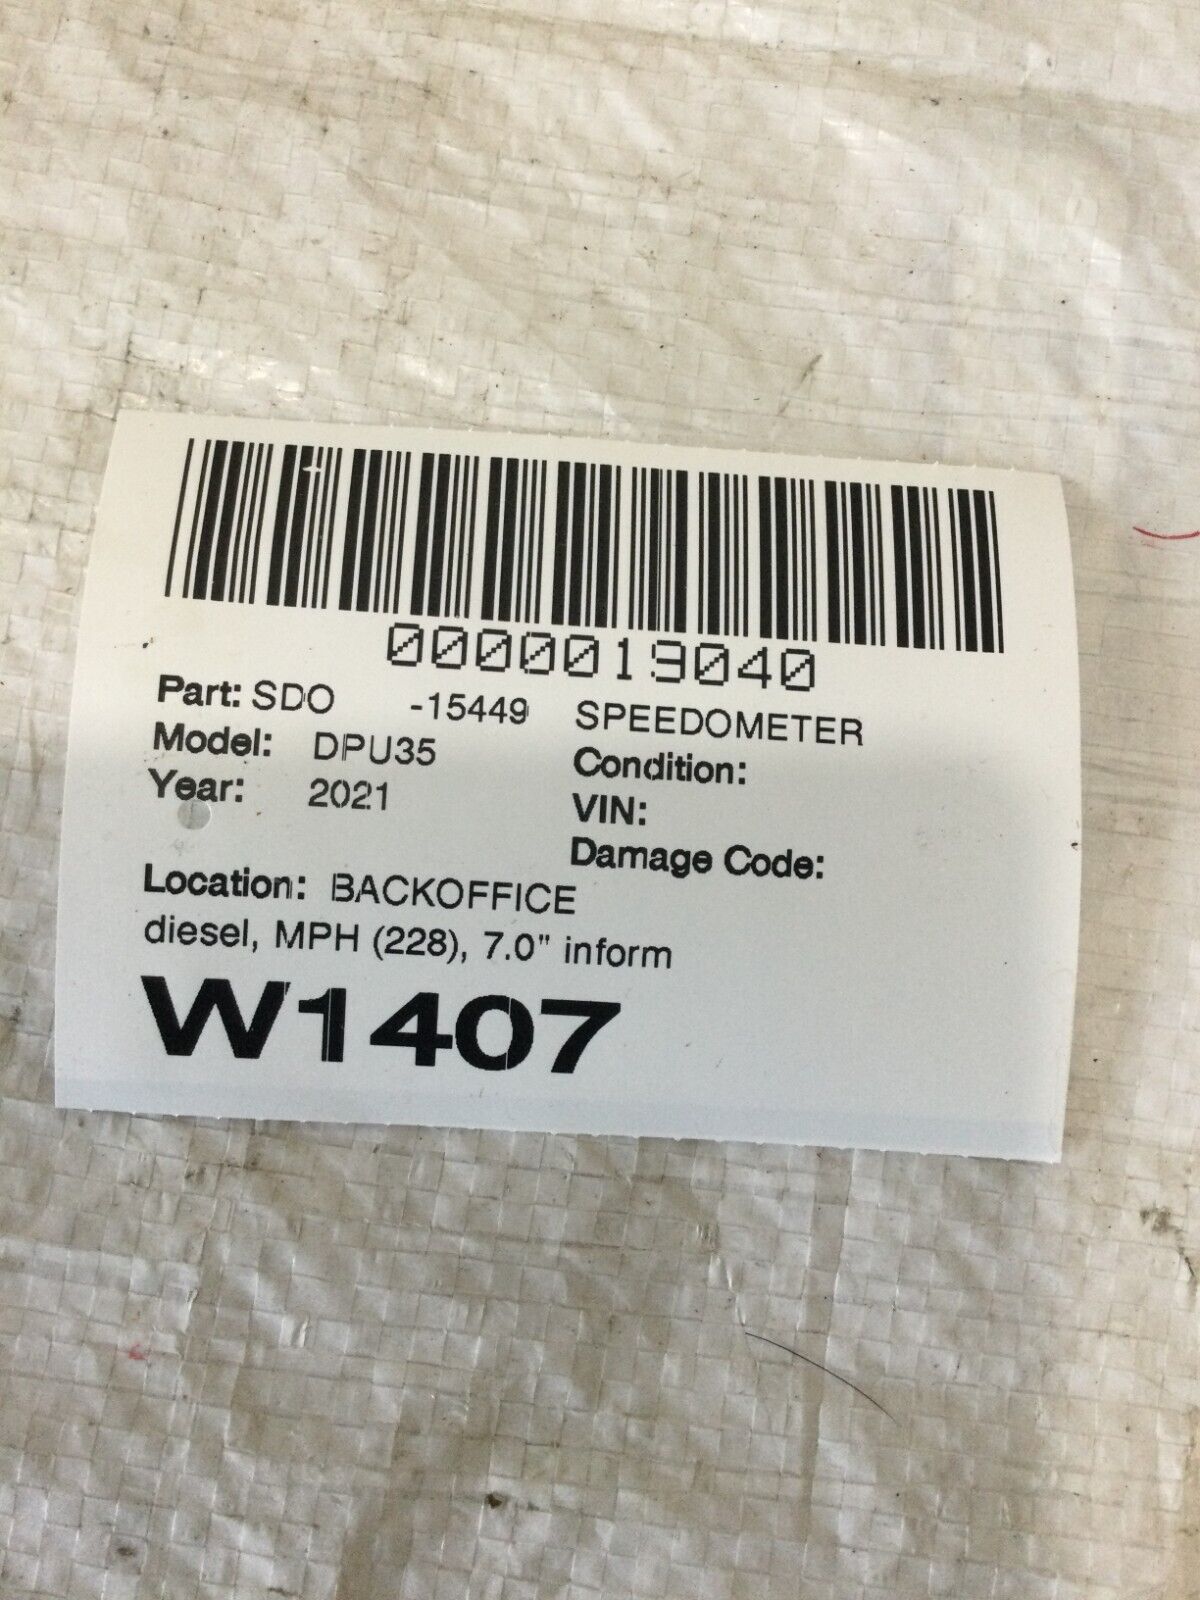 0000019040
Part: SDO -15449 SPEEDOMETER
Model: DPU35 Condition:
Year: 2021 VIN:
Damage Code:
Location: BACKOFFICE
diesel, MPH (228), 7.0" inform
W1407